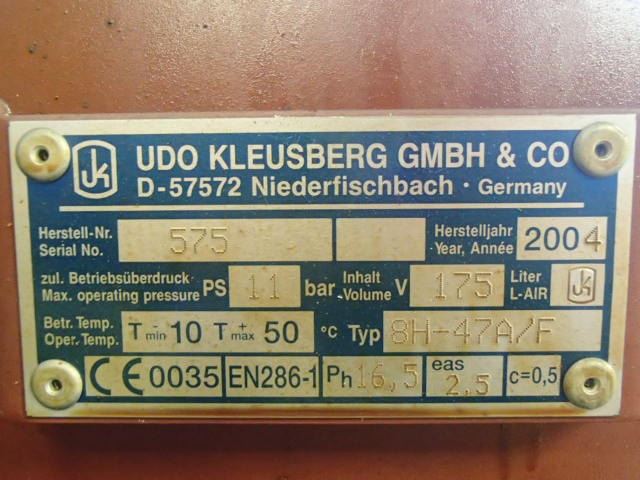 UDO KLEUSBERG GMBH & CO
D-57572 Niederfischbach · Germany
Herstell-Nr. 575 Herstelljahr 2004
Serial No. Year, Année
zul. Betriebsüberdruck PS 11 bar Inhalt V 175 Liter
Max. operating pressure Volume L-AIR
Betr. Temp. T- min 10 T+ max 50 °C Typ 8H-47A/F
Oper. Temp.
CE 0035 EN286-1 Ph 16,5 eas 2,5 c=0,5